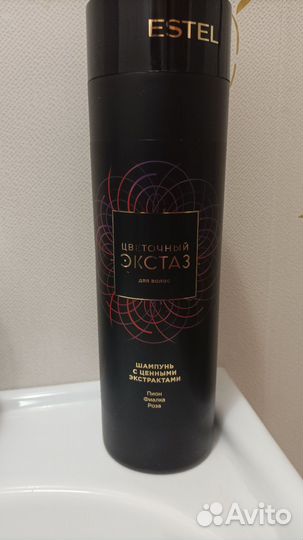 ESTEL
ЦВЕТОЧНЫЙ
ЭКСТАЗ
для волос
ШАМПУНЬ
С ЦЕННЫМИ
ЭКСТРАКТАМИ
Пион
Фиалка
Роза
Avito